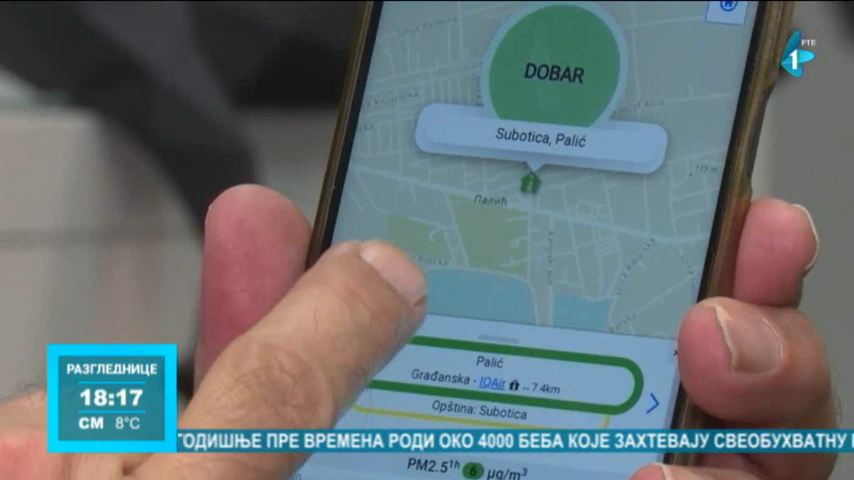 РТВ
1
DOBAR
Subotica, Palić
Палић
Palić
Građanska - IQAir -- 7.4km
Opština: Subotica
PM2.5 1h 6 µg/m³
РАЗГЛЕДНИЦЕ
18:17
СМ 8°C
ГОДИШЊЕ ПРЕ ВРЕМЕНА РОДИ ОКО 4000 БЕБА КОЈЕ ЗАХТЕВАЈУ СВЕОБУХВАТНУ